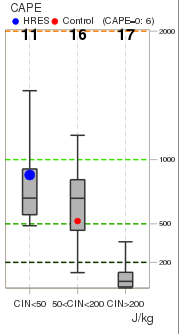 CAPE
HRES Control (CAPE=0: 6)
11 16 17
2000
1000
500
200
CIN<50 50<CIN<200 CIN>200
J/kg